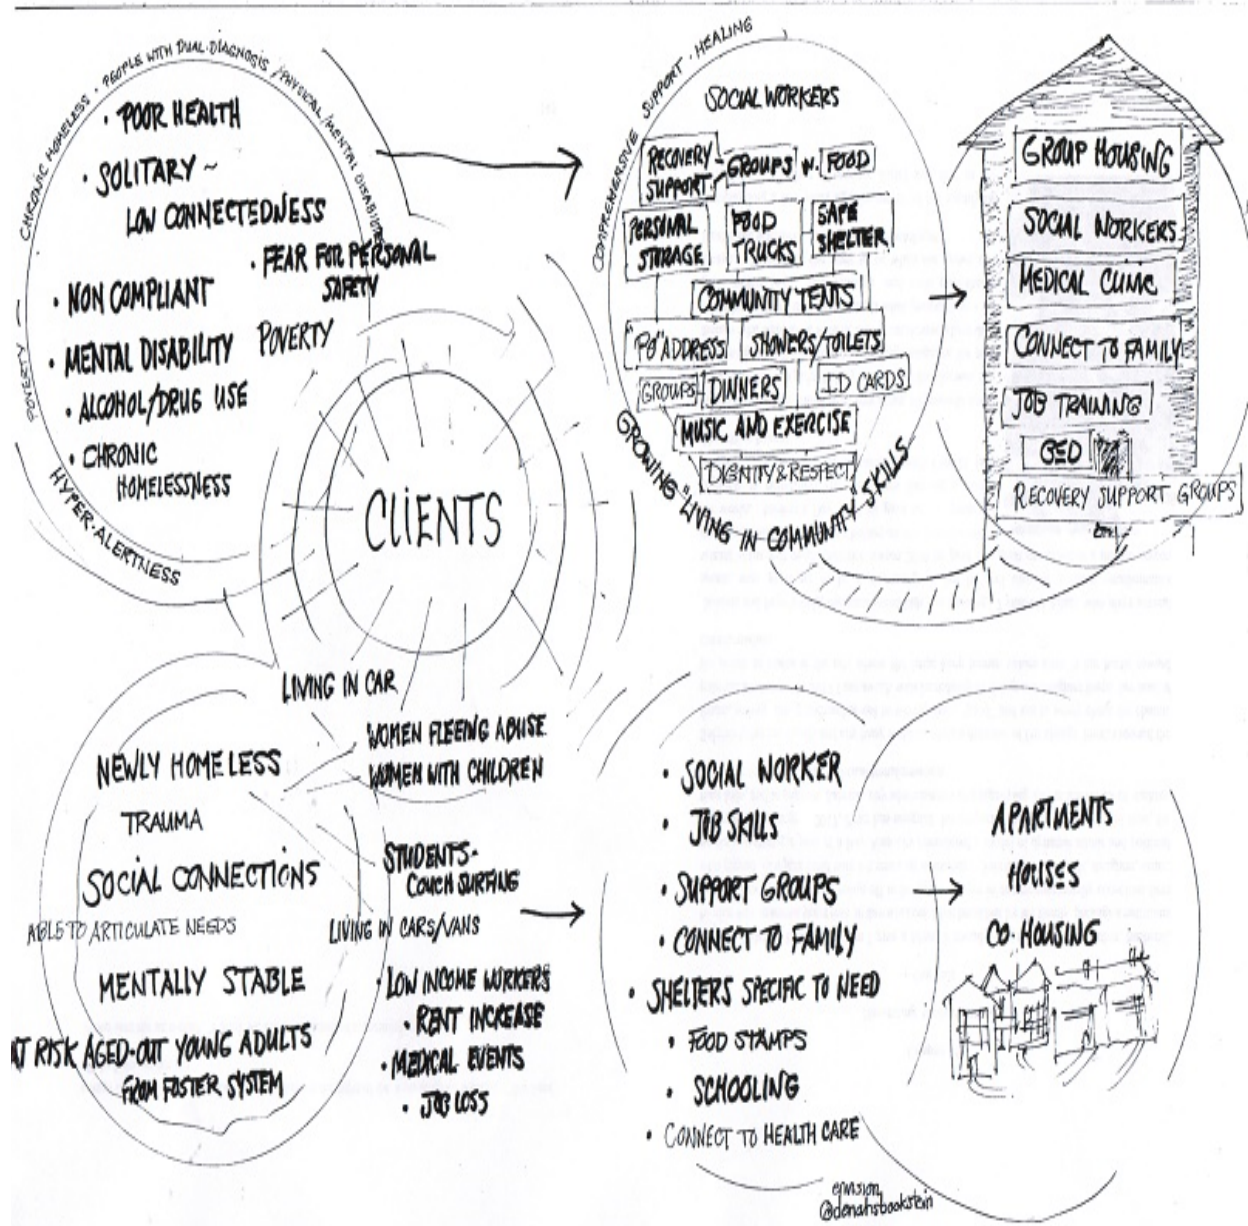 CHRONIC HOMELESS · PEOPLE WITH DUAL-DIAGNOSIS / PHYSICAL / MENTAL DISABILITIES
POVERTY —
HYPER-ALERTNESS
· POOR HEALTH
· SOLITARY ~
LOW CONNECTEDNESS
· FEAR FOR PERSONAL
SAFETY
· NON COMPLIANT
POVERTY
· MENTAL DISABILITY
· ALCOHOL/DRUG USE
· CHRONIC
HOMELESSNESS
COMPREHENSIVE SUPPORT · HEALING
SOCIAL WORKERS
RECOVERY
SUPPORT
GROUPS
FOOD
PERSONAL
STORAGE
FOOD
TRUCKS
SAFE
SHELTER
COMMUNITY TENTS
"PO" ADDRESS
SHOWERS/TOILETS
GROUPS
DINNERS
ID CARDS
MUSIC AND EXERCISE
DIGNITY & RESPECT
GROWING "LIVING IN COMMUNITY" SKILLS
GROUP HOUSING
SOCIAL WORKERS
MEDICAL CLINIC
CONNECT TO FAMILY
JOB TRAINING
GED
RECOVERY SUPPORT GROUPS
CLIENTS
LIVING IN CAR
WOMEN FLEEING ABUSE
WOMEN WITH CHILDREN
NEWLY HOMELESS
TRAUMA
SOCIAL CONNECTIONS
ABLE TO ARTICULATE NEEDS
MENTALLY STABLE
AT RISK AGED-OUT YOUNG ADULTS
FROM FOSTER SYSTEM
STUDENTS-
COUCH SURFING
LIVING IN CARS/VANS
· LOW INCOME WORKERS
· RENT INCREASE
· MEDICAL EVENTS
· JOB LOSS
· SOCIAL WORKER
· JOB SKILLS
· SUPPORT GROUPS
· CONNECT TO FAMILY
· SHELTERS SPECIFIC TO NEED
· FOOD STAMPS
· SCHOOLING
· CONNECT TO HEALTH CARE
APARTMENTS
HOUSES
CO-HOUSING
envision
@denahsbookstein